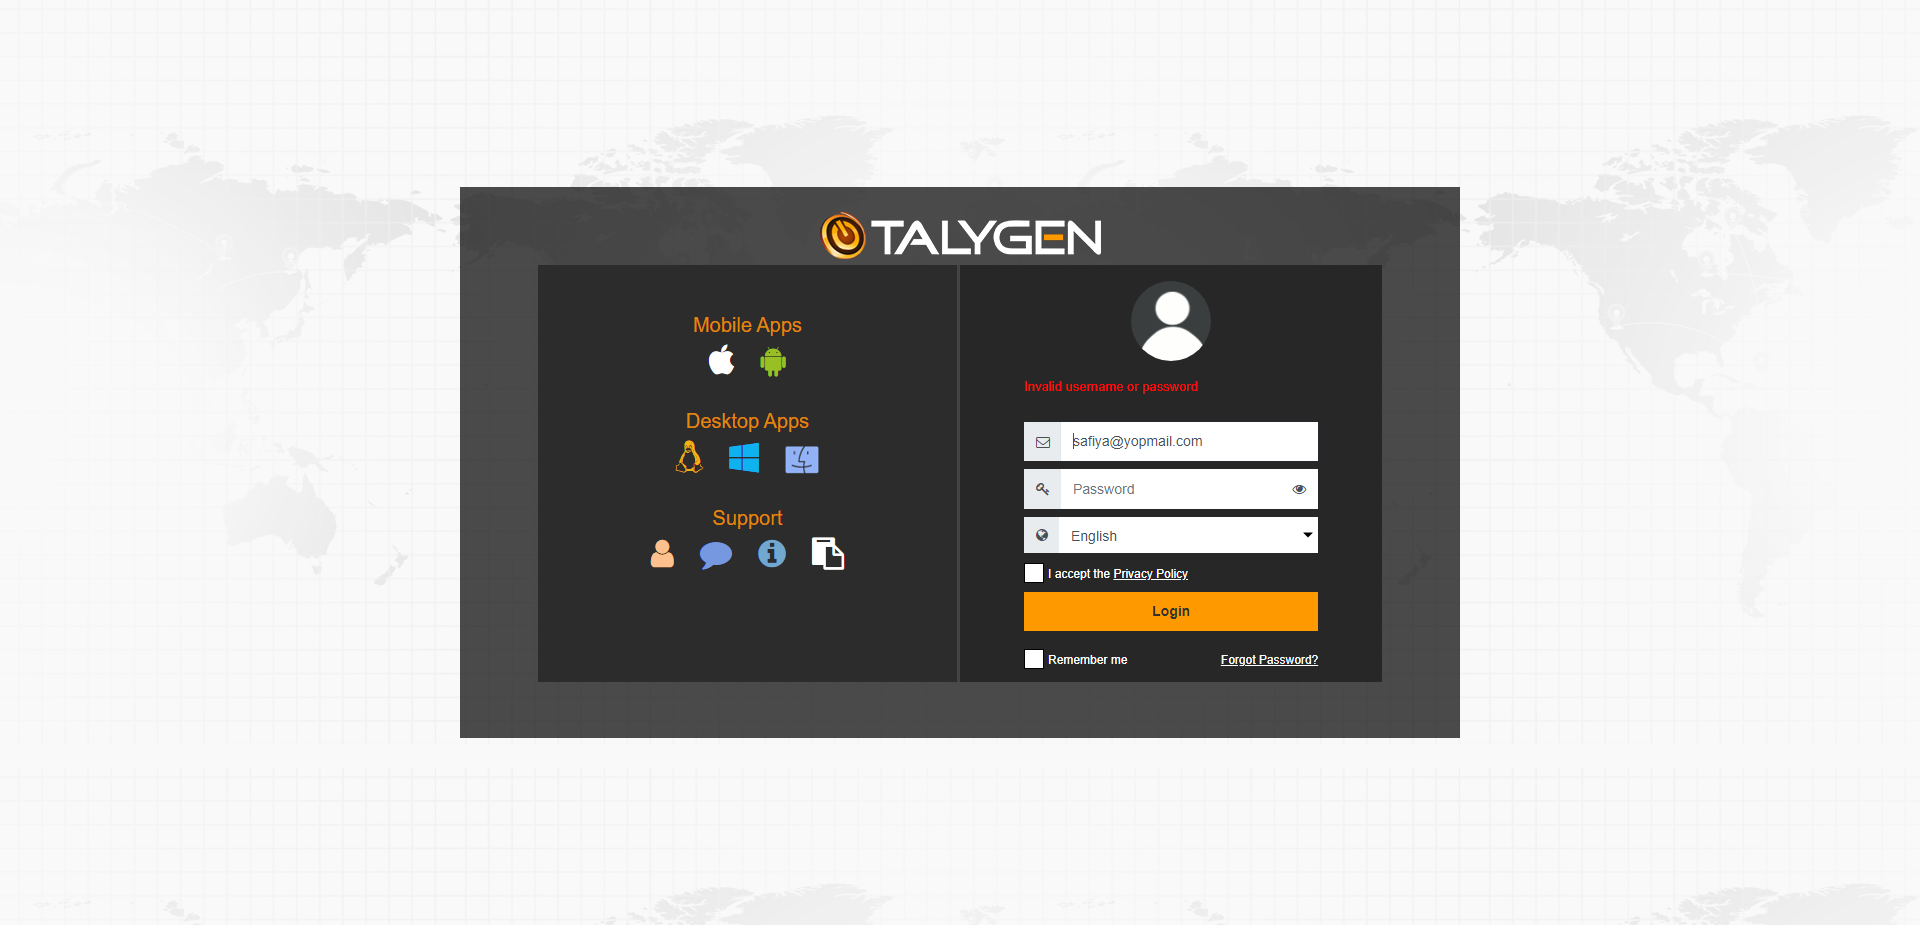 TALYGEN
Mobile Apps
Desktop Apps
Support
Invalid username or password
safiya@yopmail.com
Password
English
I accept the Privacy Policy
Login
Remember me
Forgot Password?